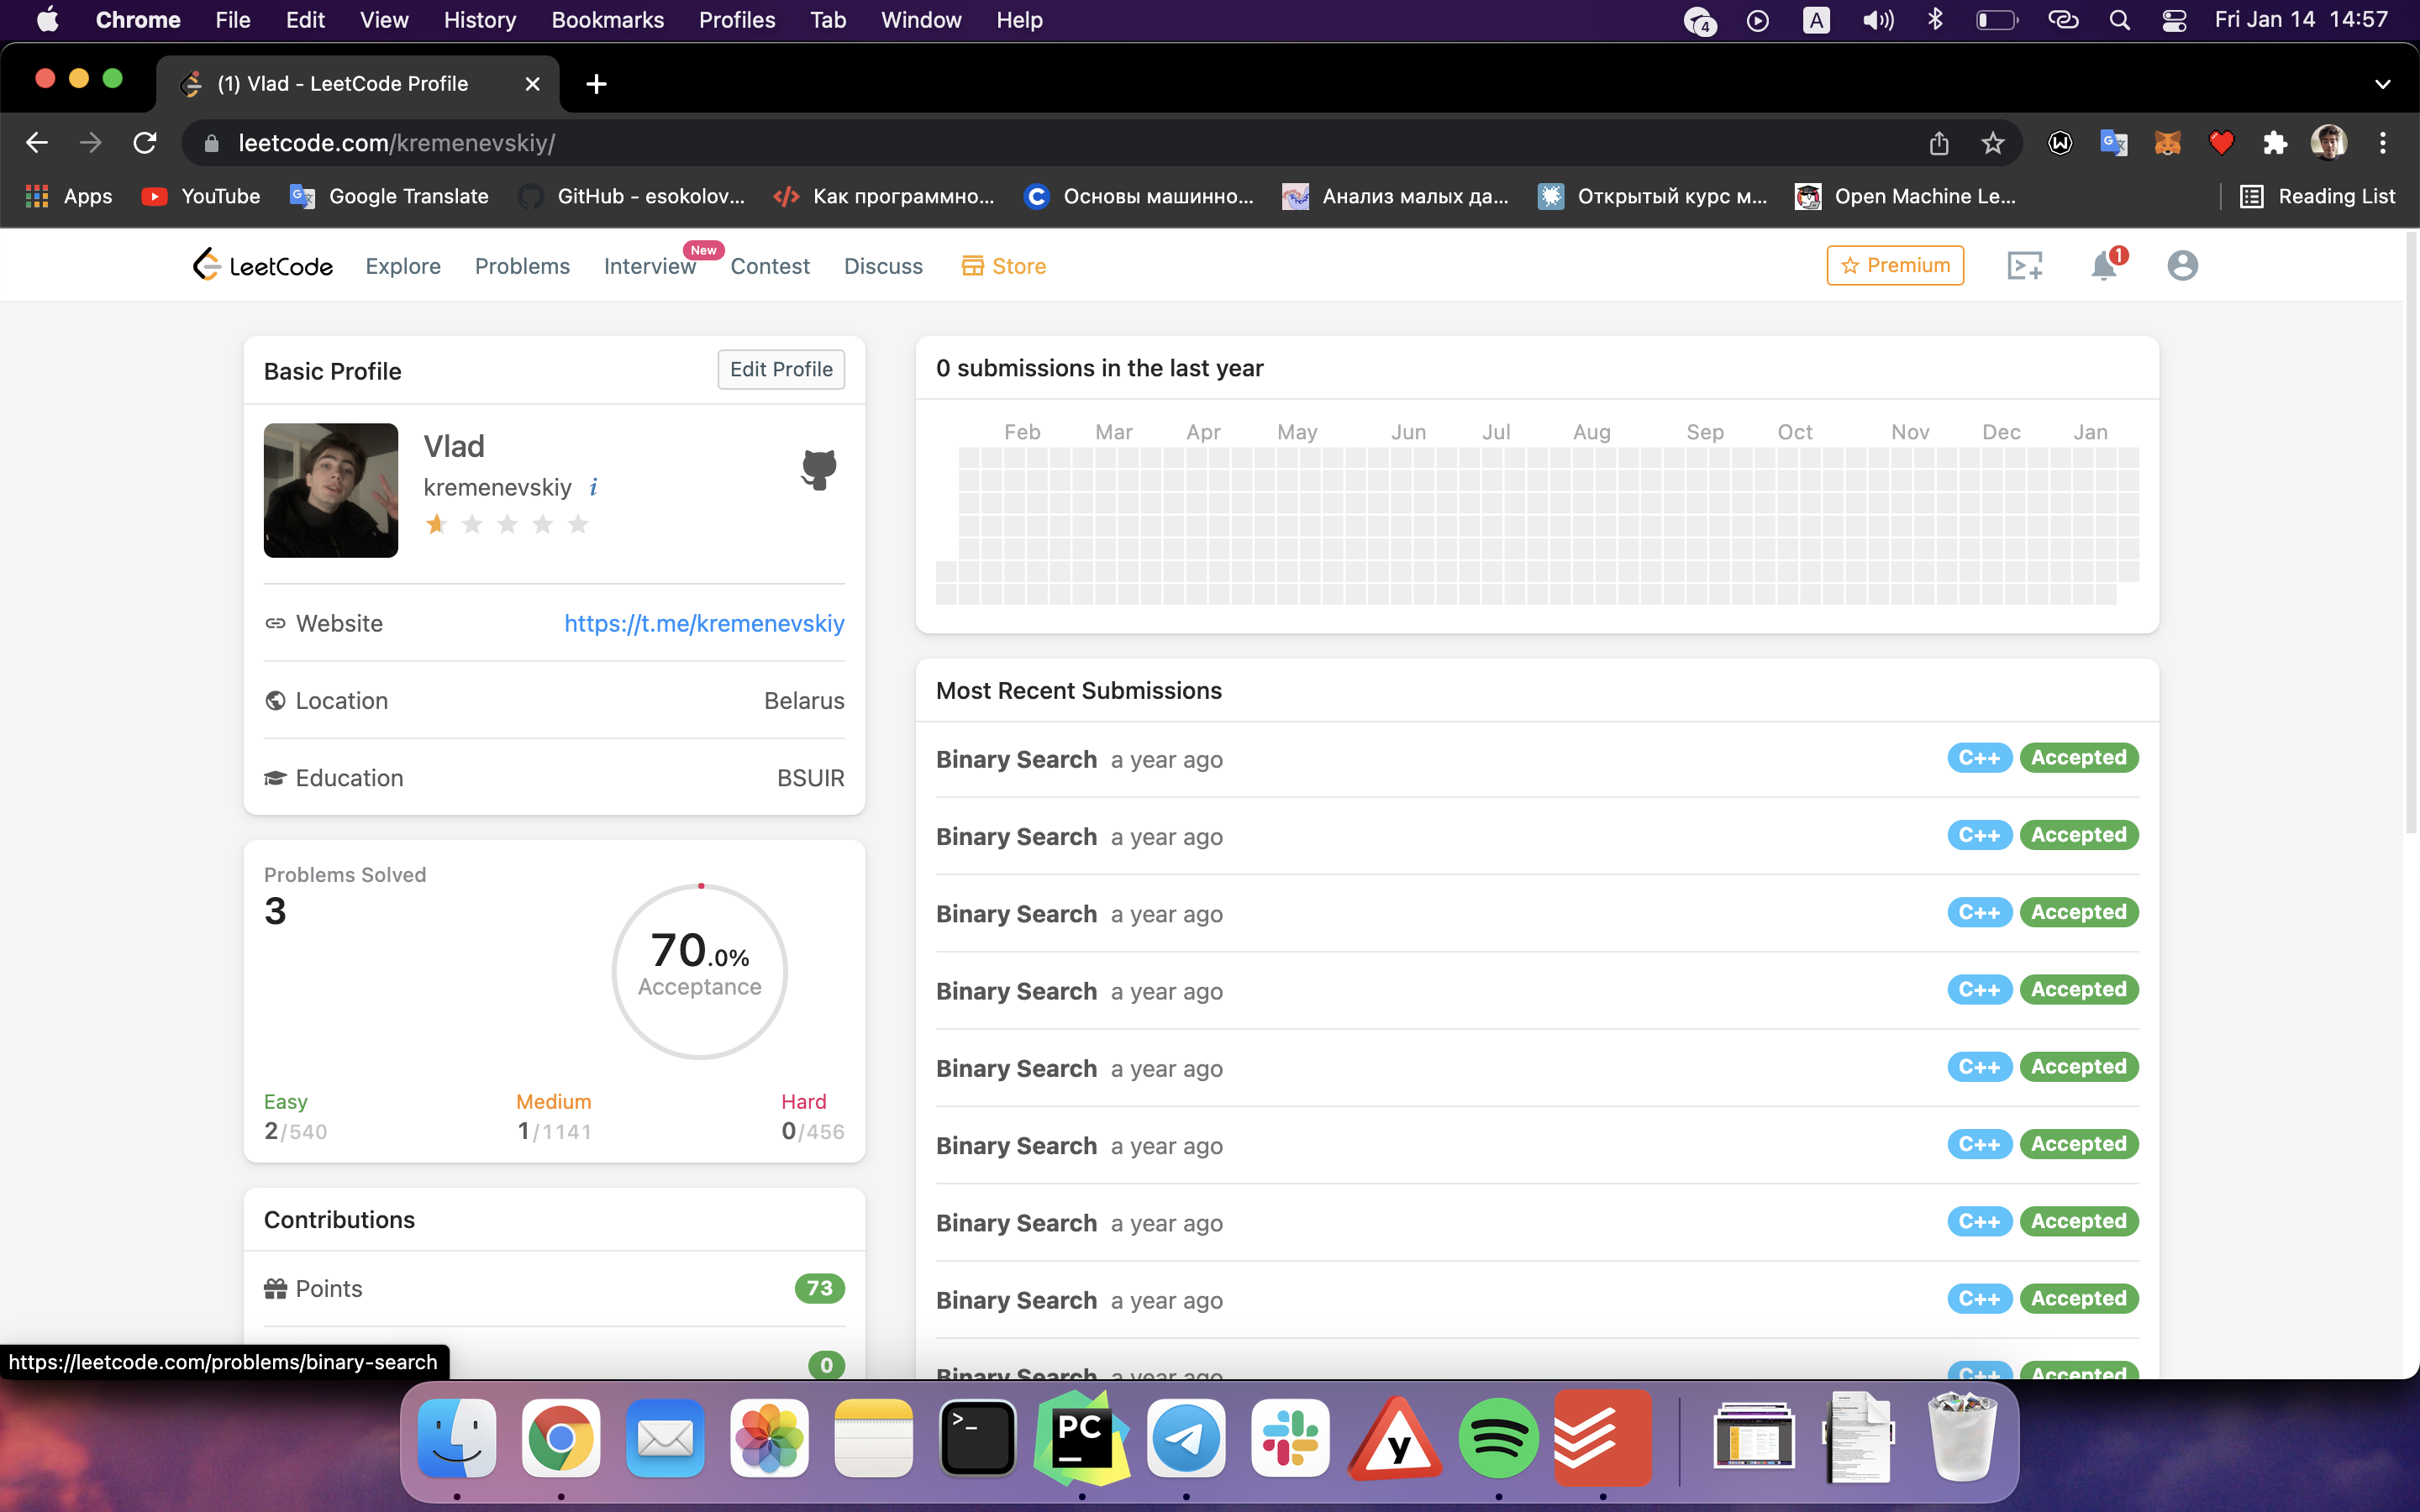 Chrome File Edit View History Bookmarks Profiles Tab Window Help 4 A Fri Jan 14 14:57
(1) Vlad - LeetCode Profile
leetcode.com/kremenevskiy/
Apps YouTube Google Translate GitHub - esokolov... Как программно... Основы машинно... Анализ малых да... Открытый курс м... Open Machine Le... Reading List
LeetCode Explore Problems Interview New Contest Discuss Store Premium 1
Basic Profile Edit Profile
Vlad
kremenevskiy i
Website https://t.me/kremenevskiy
Location Belarus
Education BSUIR
Problems Solved
3
70.0%
Acceptance
Easy Medium Hard
2/540 1/1141 0/456
Contributions
Points 73
0
https://leetcode.com/problems/binary-search
0 submissions in the last year
Feb Mar Apr May Jun Jul Aug Sep Oct Nov Dec Jan
Most Recent Submissions
Binary Search a year ago C++ Accepted
Binary Search a year ago C++ Accepted
Binary Search a year ago C++ Accepted
Binary Search a year ago C++ Accepted
Binary Search a year ago C++ Accepted
Binary Search a year ago C++ Accepted
Binary Search a year ago C++ Accepted
Binary Search a year ago C++ Accepted
Binary Search a year ago C++ Accepted
PC
y